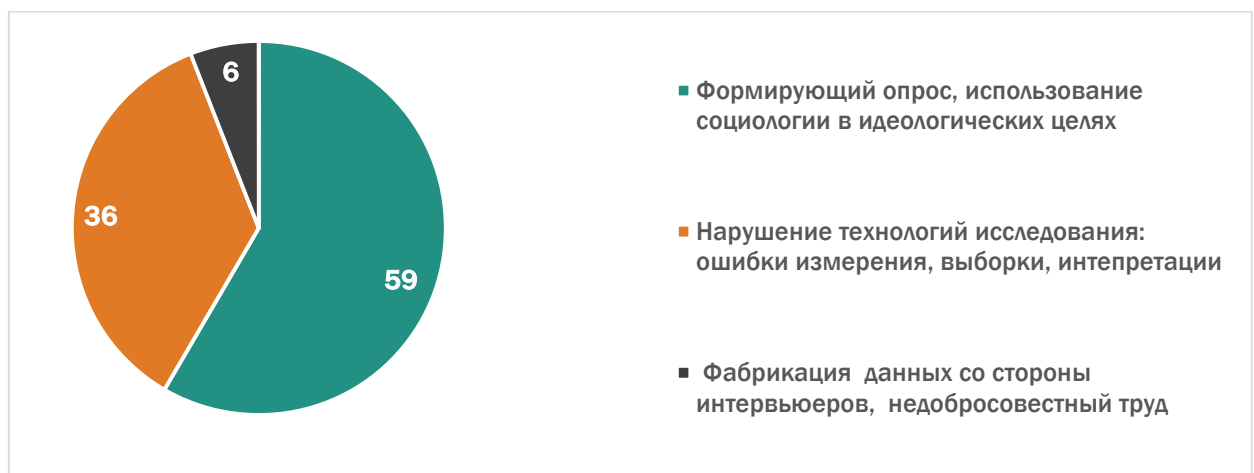 6
36
59
Формирующий опрос, использование
социологии в идеологических целях
Нарушение технологий исследования:
ошибки измерения, выборки, интепретации
Фабрикация данных со стороны
интервьюеров, недобросовестный труд